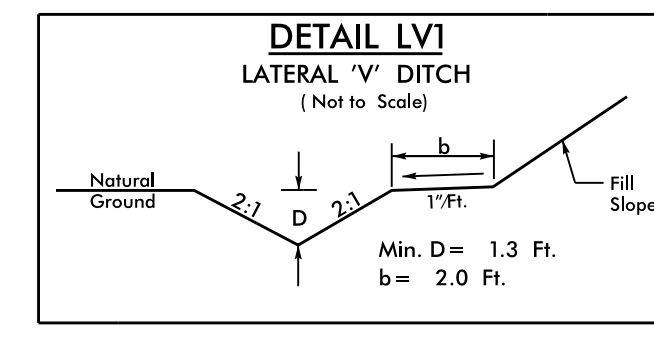 DETAIL LV1
LATERAL 'V' DITCH
( Not to Scale)
b
Natural
Ground
2:1
D
2:1
1"/Ft.
Fill
Slope
Min. D = 1.3 Ft.
b = 2.0 Ft.